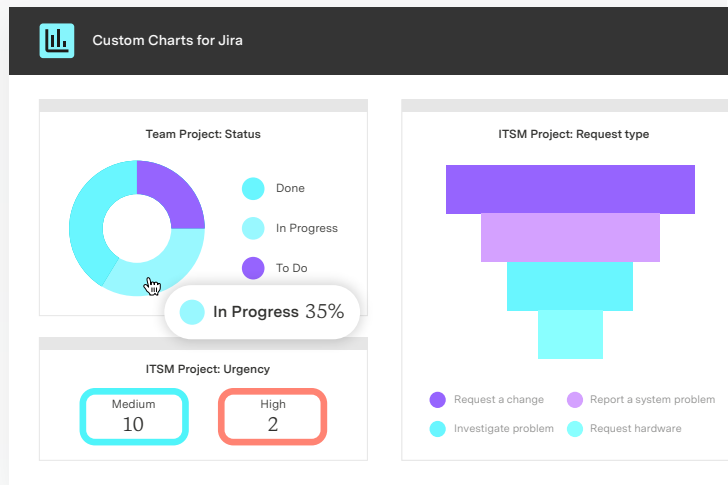 Custom Charts for Jira
Team Project: Status
Done
In Progress
To Do
In Progress 35%
ITSM Project: Urgency
Medium
10
High
2
ITSM Project: Request type
Request a change
Report a system problem
Investigate problem
Request hardware